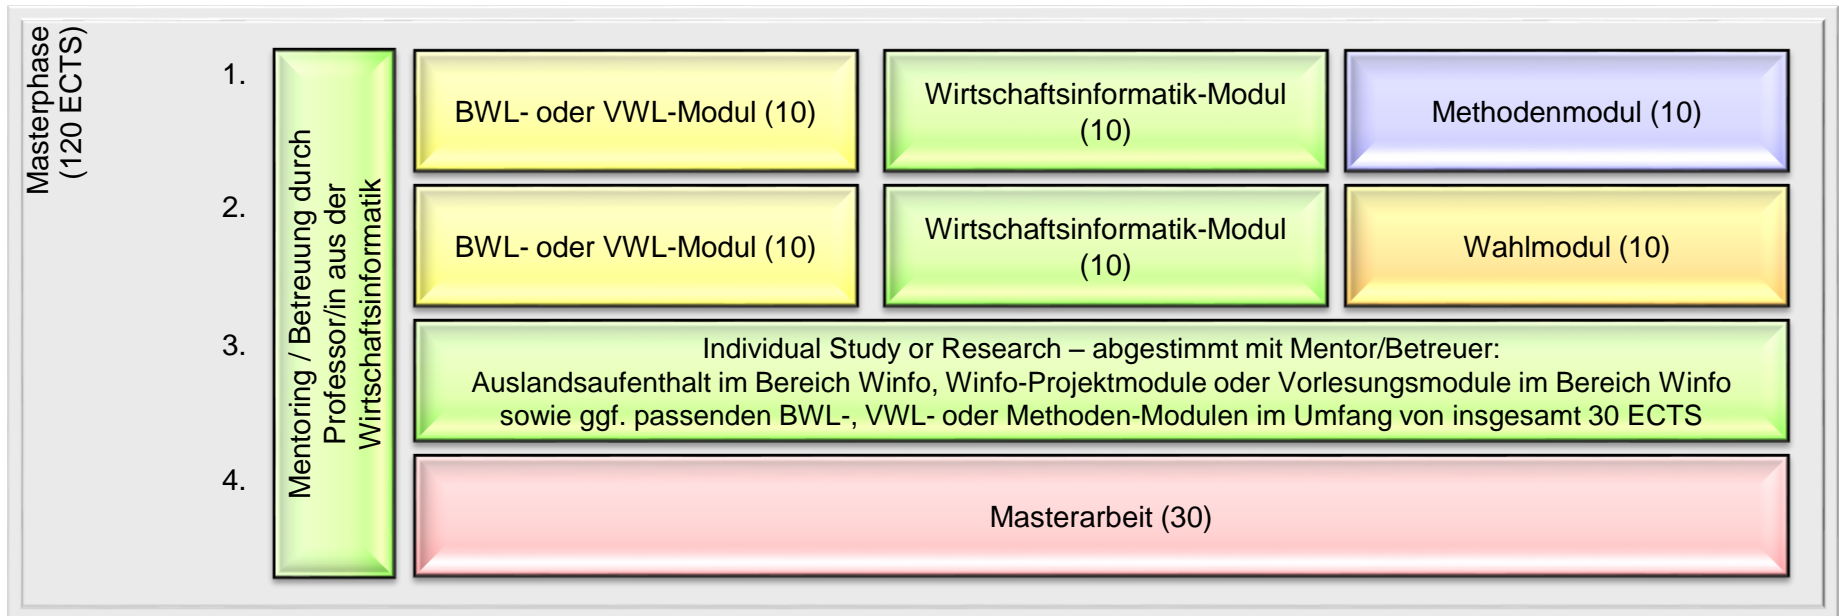 Masterphase
(120 ECTS)
Mentoring / Betreuung durch
Professor/in aus der
Wirtschaftsinformatik
1.
BWL- oder VWL-Modul (10)
Wirtschaftsinformatik-Modul
(10)
Methodenmodul (10)
2.
BWL- oder VWL-Modul (10)
Wirtschaftsinformatik-Modul
(10)
Wahlmodul (10)
3.
Individual Study or Research – abgestimmt mit Mentor/Betreuer:
Auslandsaufenthalt im Bereich Winfo, Winfo-Projektmodule oder Vorlesungsmodule im Bereich Winfo
sowie ggf. passenden BWL-, VWL- oder Methoden-Modulen im Umfang von insgesamt 30 ECTS
4.
Masterarbeit (30)